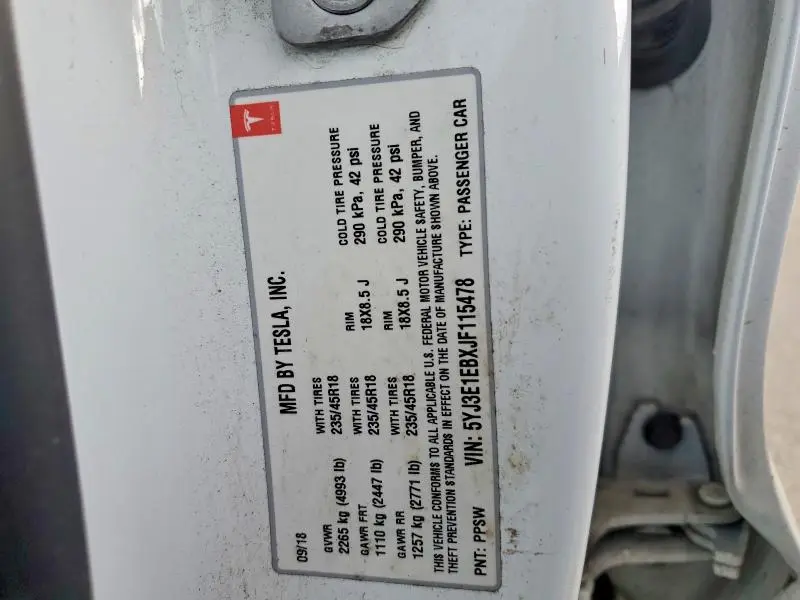 TESLA
MFD BY TESLA, INC.
09/18
GVWR WITH TIRES RIM COLD TIRE PRESSURE
2265 kg (4993 lb) 235/45R18 18X8.5 J 290 kPa, 42 psi
GAWR FRT WITH TIRES RIM COLD TIRE PRESSURE
1110 kg (2447 lb) 235/45R18 18X8.5 J 290 kPa, 42 psi
GAWR RR WITH TIRES
1257 kg (2771 lb) 235/45R18
THIS VEHICLE CONFORMS TO ALL APPLICABLE U.S. FEDERAL MOTOR VEHICLE SAFETY, BUMPER, AND
THEFT PREVENTION STANDARDS IN EFFECT ON THE DATE OF MANUFACTURE SHOWN ABOVE.
VIN: 5YJ3E1EBXJF115478 TYPE: PASSENGER CAR
PNT: PPSW